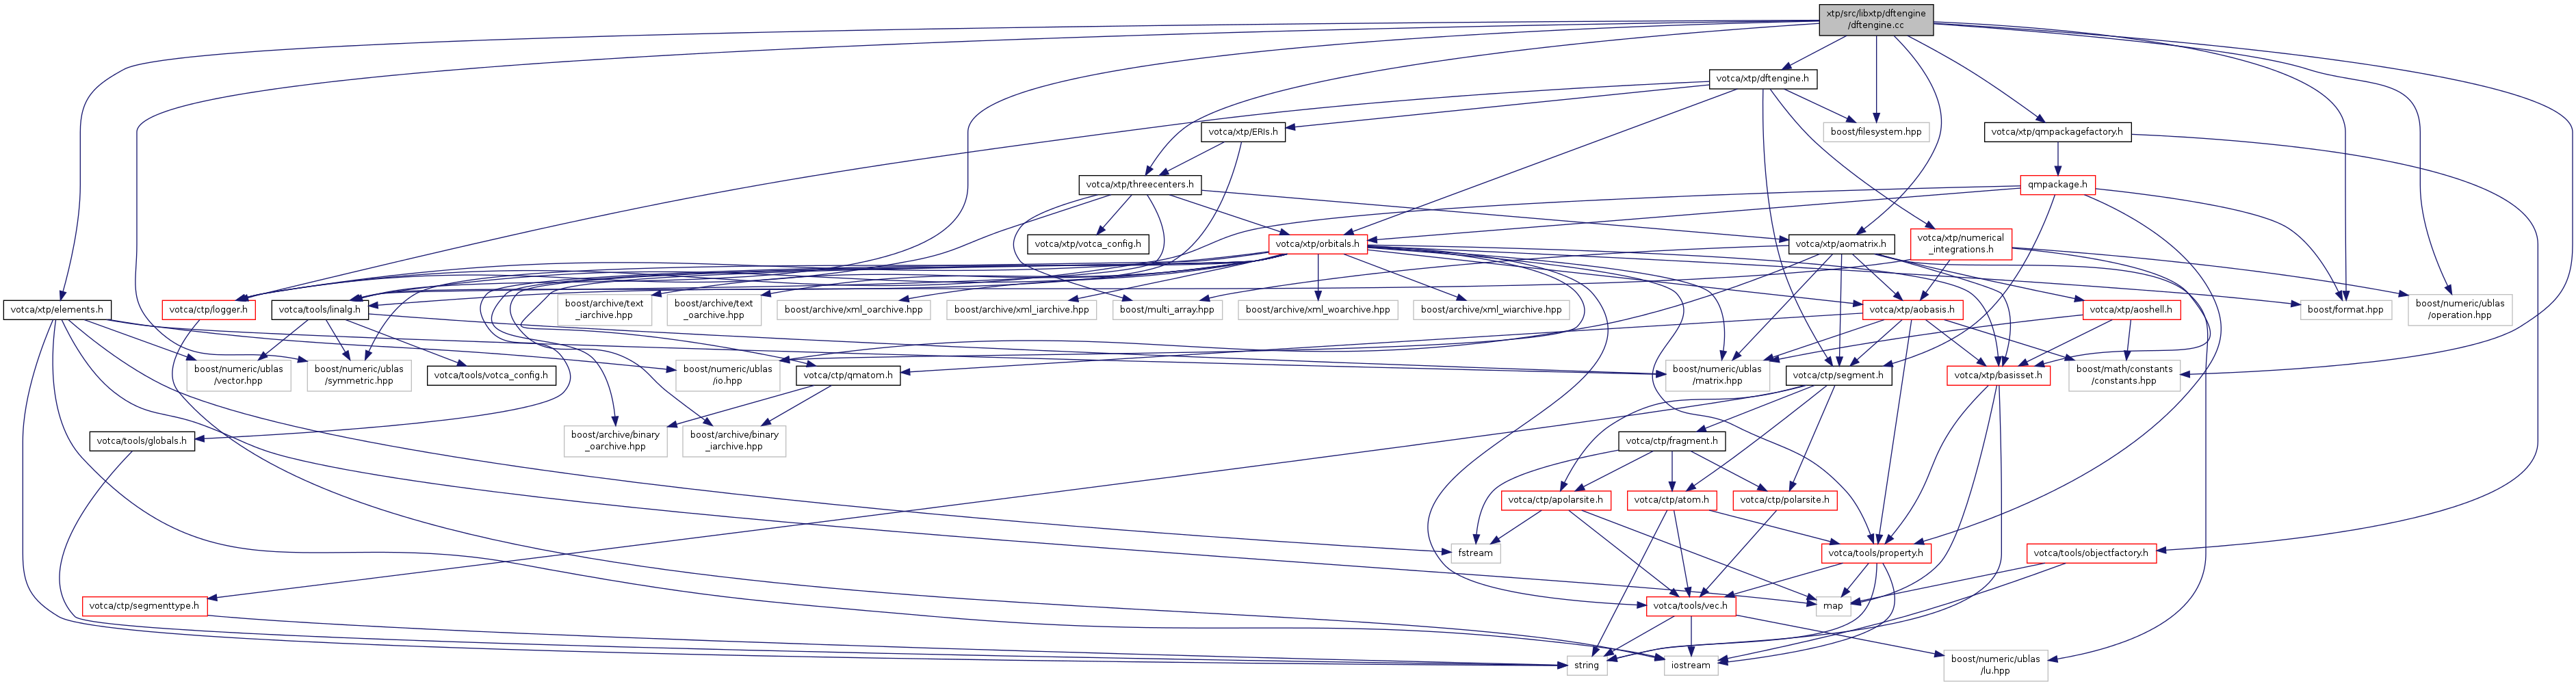 xtp/src/libxtp/dftengine
/dftengine.cc
votca/xtp/dftengine.h
votca/xtp/ERIs.h
boost/filesystem.hpp
votca/xtp/qmpackagefactory.h
votca/xtp/threecenters.h
qmpackage.h
votca/xtp/votca_config.h
votca/xtp/orbitals.h
votca/xtp/aomatrix.h
votca/xtp/numerical
_integrations.h
votca/xtp/elements.h
votca/ctp/logger.h
votca/tools/linalg.h
boost/archive/text
_iarchive.hpp
boost/archive/text
_oarchive.hpp
boost/archive/xml_oarchive.hpp
boost/archive/xml_iarchive.hpp
boost/multi_array.hpp
boost/archive/xml_woarchive.hpp
boost/archive/xml_wiarchive.hpp
votca/xtp/aobasis.h
votca/xtp/aoshell.h
boost/format.hpp
boost/numeric/ublas
/operation.hpp
boost/numeric/ublas
/vector.hpp
boost/numeric/ublas
/symmetric.hpp
votca/tools/votca_config.h
boost/numeric/ublas
/io.hpp
votca/ctp/qmatom.h
boost/numeric/ublas
/matrix.hpp
votca/ctp/segment.h
votca/xtp/basisset.h
boost/math/constants
/constants.hpp
votca/tools/globals.h
boost/archive/binary
_oarchive.hpp
boost/archive/binary
_iarchive.hpp
votca/ctp/fragment.h
votca/ctp/apolarsite.h
votca/ctp/atom.h
votca/ctp/polarsite.h
fstream
votca/tools/property.h
votca/tools/objectfactory.h
votca/ctp/segmenttype.h
votca/tools/vec.h
map
string
iostream
boost/numeric/ublas
/lu.hpp